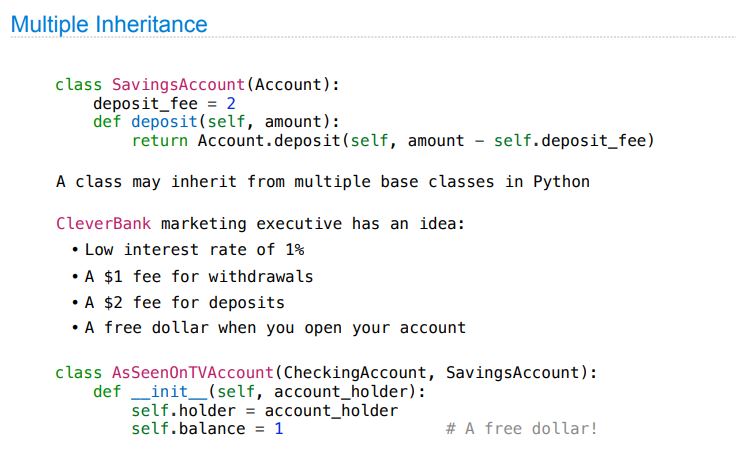 Multiple Inheritance
class SavingsAccount(Account):
    deposit_fee = 2
    def deposit(self, amount):
        return Account.deposit(self, amount - self.deposit_fee)
A class may inherit from multiple base classes in Python
CleverBank marketing executive has an idea:
• Low interest rate of 1%
• A $1 fee for withdrawals
• A $2 fee for deposits
• A free dollar when you open your account
class AsSeenOnTVAccount(CheckingAccount, SavingsAccount):
    def __init__(self, account_holder):
        self.holder = account_holder
        self.balance = 1                 # A free dollar!